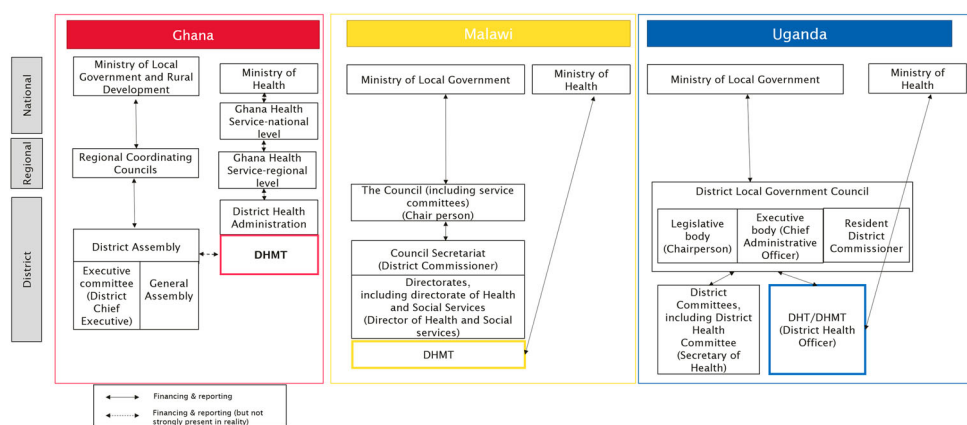 Ghana
Malawi
Uganda
National
Regional
District
Ministry of Local
Government and Rural
Development
Ministry of
Health
Ghana Health
Service-national
level
Regional Coordinating
Councils
Ghana Health
Service-regional
level
District Health
Administration
DHMT
District Assembly
Executive
committee
(District
Chief
Executive)
General
Assembly
Ministry of Local Government
Ministry of
Health
The Council (including service
committees)
(Chair person)
Council Secretariat
(District Commissioner)
Directorates,
including directorate of Health
and Social Services
(Director of Health and Social
services)
DHMT
Ministry of Local Government
Ministry of
Health
District Local Government Council
Legislative
body
(Chairperson)
Executive
body (Chief
Administrative
Officer)
Resident
District
Commissioner
District
Committees,
including District
Health
Committee
(Secretary of
Health)
DHT/DHMT
(District Health
Officer)
Financing & reporting
Financing & reporting (but not
strongly present in reality)